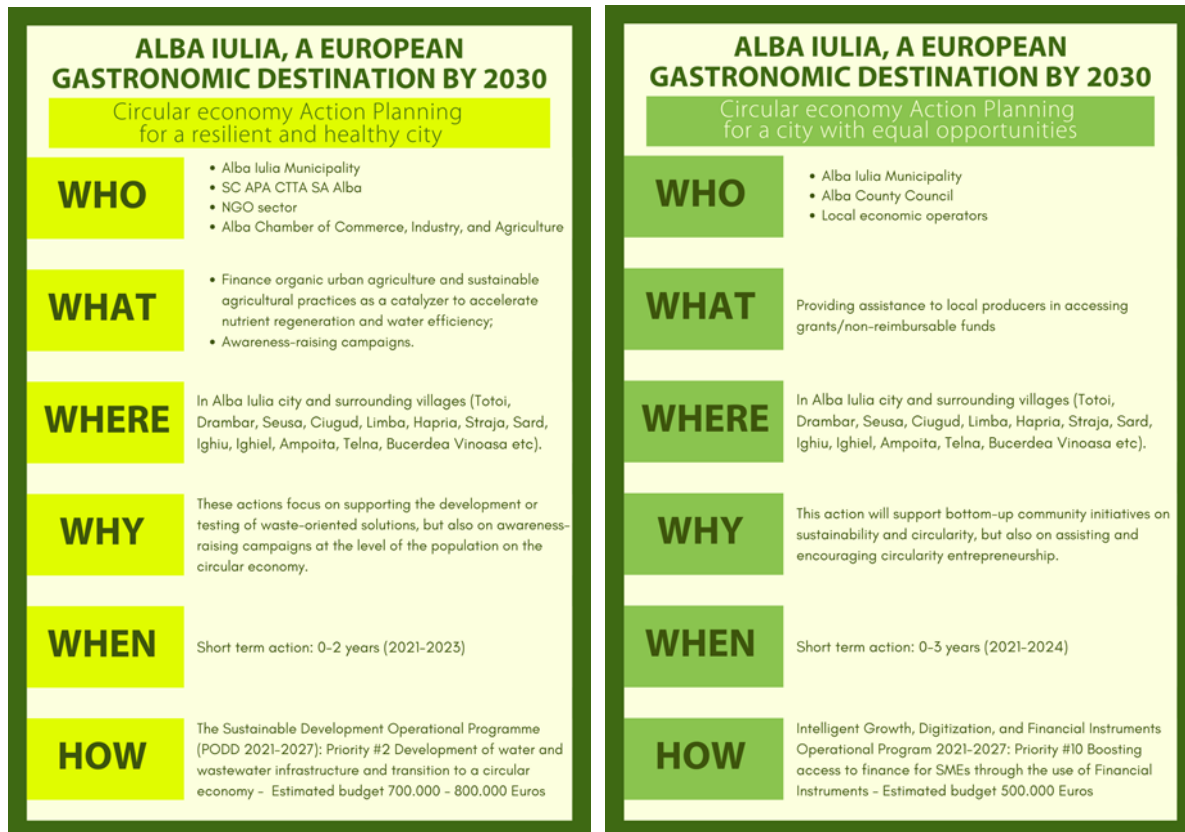 ALBA IULIA, A EUROPEAN
GASTRONOMIC DESTINATION BY 2030
Circular economy Action Planning
for a resilient and healthy city
WHO
• Alba Iulia Municipality
• SC APA CTTA SA Alba
• NGO sector
• Alba Chamber of Commerce, Industry, and Agriculture
WHAT
• Finance organic urban agriculture and sustainable
agricultural practices as a catalyzer to accelerate
nutrient regeneration and water efficiency;
• Awareness-raising campaigns.
WHERE
In Alba Iulia city and surrounding villages (Totoi,
Drambar, Seusa, Ciugud, Limba, Hapria, Straja, Sard,
Ighiu, Ighiel, Ampoita, Telna, Bucerdea Vinoasa etc).
WHY
These actions focus on supporting the development or
testing of waste-oriented solutions, but also on awareness-
raising campaigns at the level of the population on the
circular economy.
WHEN
Short term action: 0-2 years (2021-2023)
HOW
The Sustainable Development Operational Programme
(PODD 2021-2027): Priority #2 Development of water and
wastewater infrastructure and transition to a circular
economy - Estimated budget 700.000 - 800.000 Euros
ALBA IULIA, A EUROPEAN
GASTRONOMIC DESTINATION BY 2030
Circular economy Action Planning
for a city with equal opportunities
WHO
• Alba Iulia Municipality
• Alba County Council
• Local economic operators
WHAT
Providing assistance to local producers in accessing
grants/non-reimbursable funds
WHERE
In Alba Iulia city and surrounding villages (Totoi,
Drambar, Seusa, Ciugud, Limba, Hapria, Straja, Sard,
Ighiu, Ighiel, Ampoita, Telna, Bucerdea Vinoasa etc).
WHY
This action will support bottom-up community initiatives on
sustainability and circularity, but also on assisting and
encouraging circularity entrepreneurship.
WHEN
Short term action: 0-3 years (2021-2024)
HOW
Intelligent Growth, Digitization, and Financial Instruments
Operational Program 2021-2027: Priority #10 Boosting
access to finance for SMEs through the use of Financial
Instruments - Estimated budget 500.000 Euros